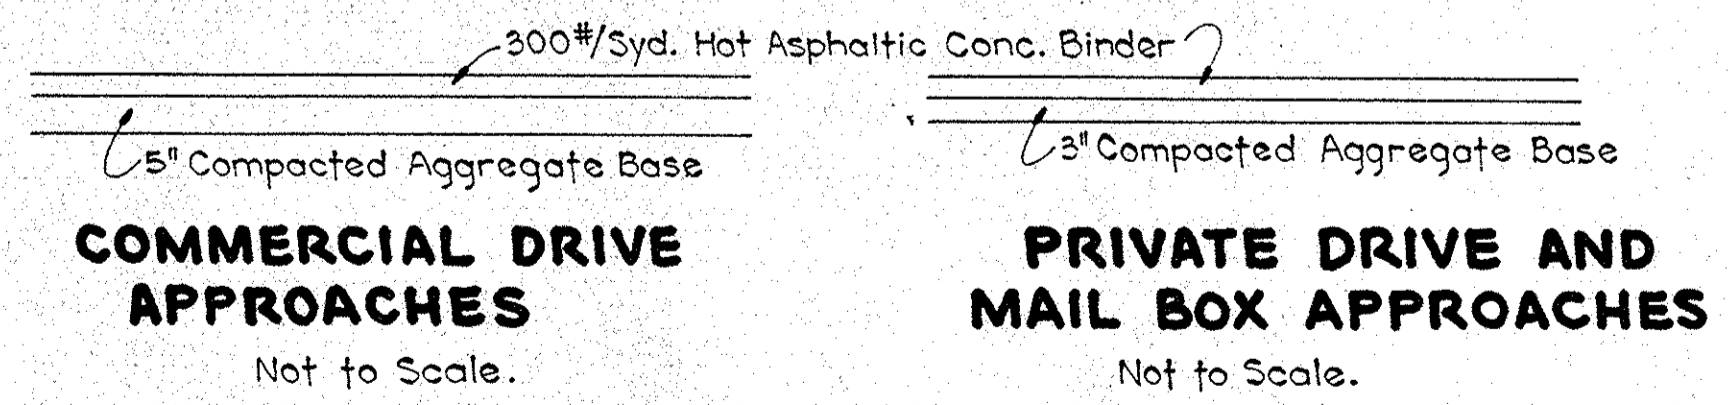 300#/Syd. Hot Asphaltic Conc. Binder
5" Compacted Aggregate Base
3" Compacted Aggregate Base
COMMERCIAL DRIVE
APPROACHES
Not to Scale.
PRIVATE DRIVE AND
MAIL BOX APPROACHES
Not to Scale.